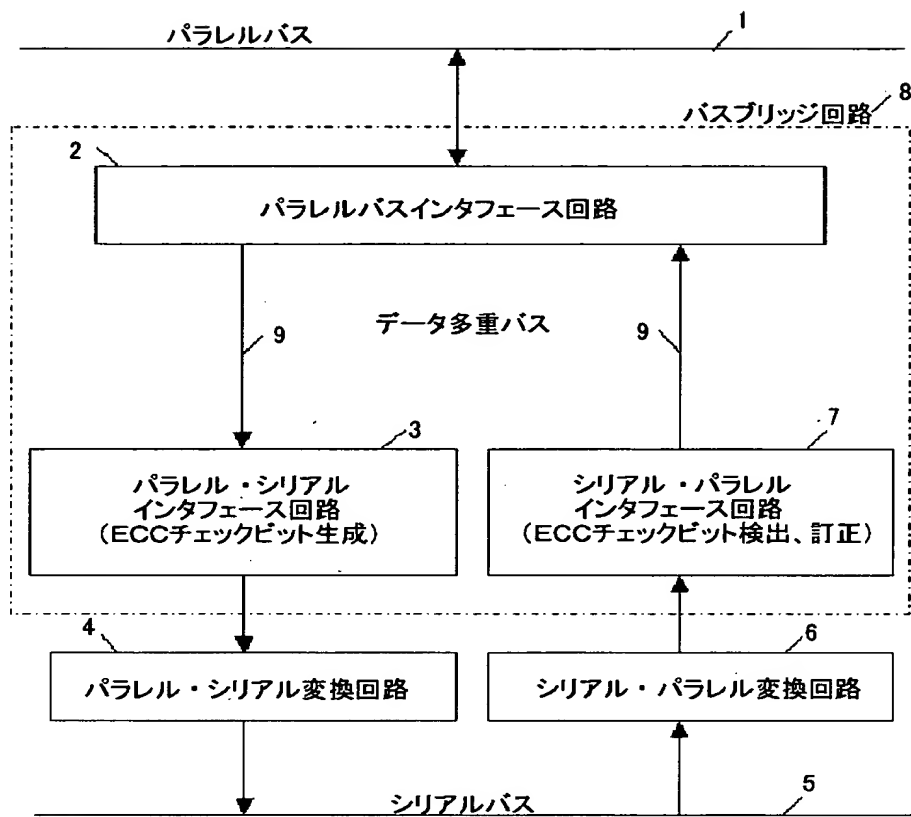 パラレルバス
1
バスブリッジ回路
8
2
パラレルバスインタフェース回路
データ多重バス
9
9
3
パラレル・シリアル
インタフェース回路
(ECCチェックビット生成)
7
シリアル・パラレル
インタフェース回路
(ECCチェックビット検出、訂正)
4
パラレル・シリアル変換回路
6
シリアル・パラレル変換回路
シリアルバス
5